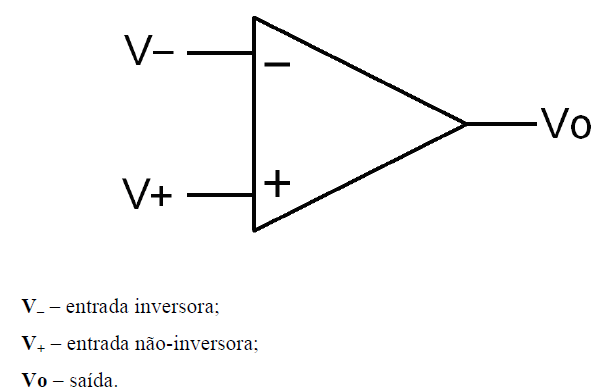 V–
–
Vo
V+
+
V₋ – entrada inversora;
V₊ – entrada não-inversora;
Vo – saída.